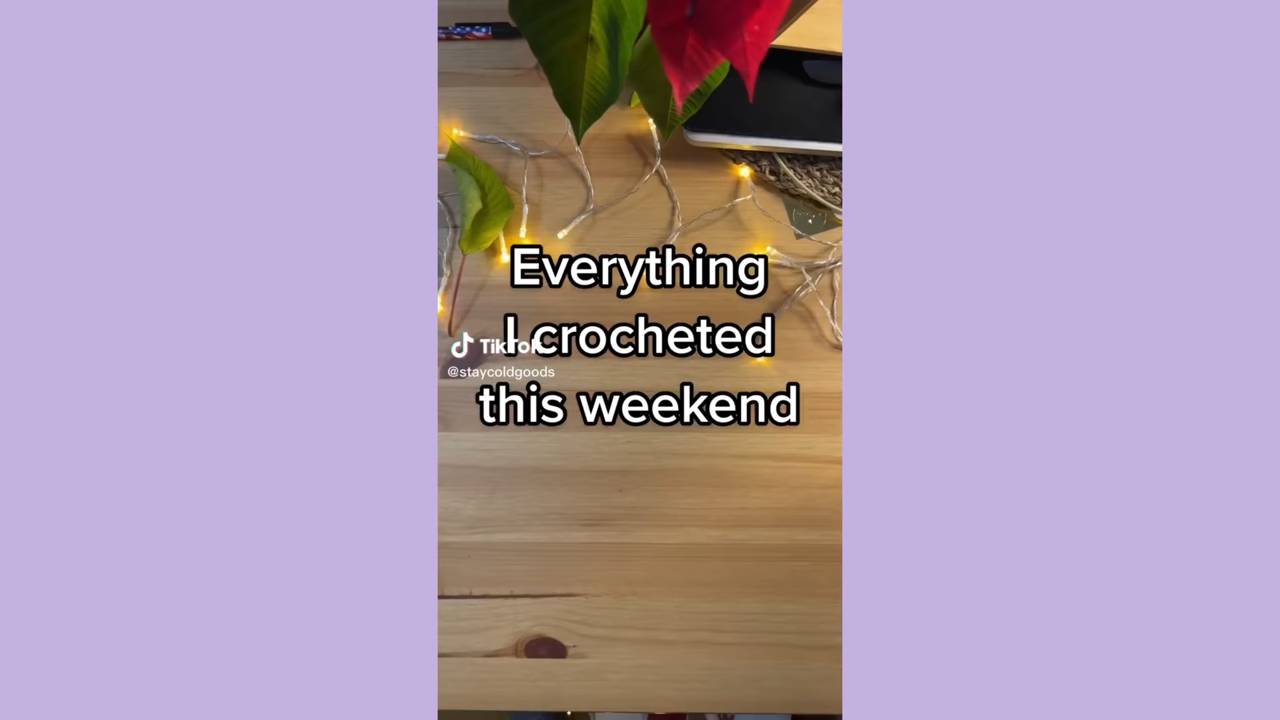 Everything
I crocheted
TikTok
@staycoldgoods
this weekend